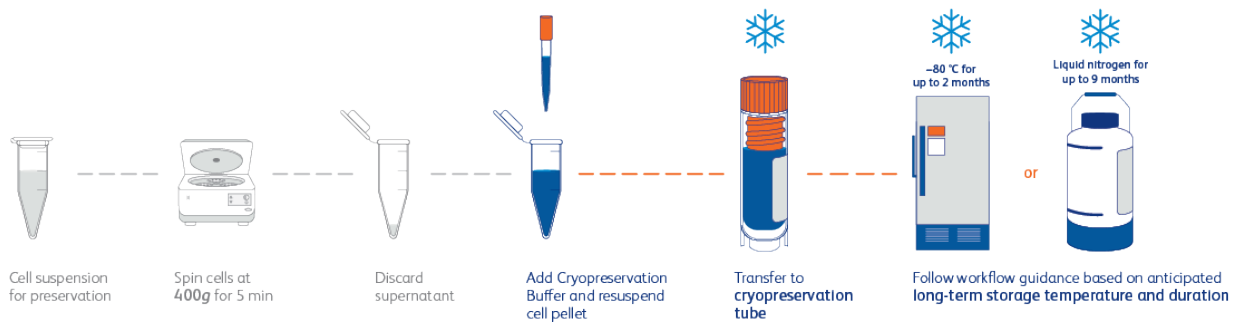 −80 °C for
up to 2 months
Liquid nitrogen for
up to 9 months
or
Cell suspension
for preservation
Spin cells at
400g for 5 min
Discard
supernatant
Add Cryopreservation
Buffer and resuspend
cell pellet
Transfer to
cryopreservation
tube
Follow workflow guidance based on anticipated
long-term storage temperature and duration